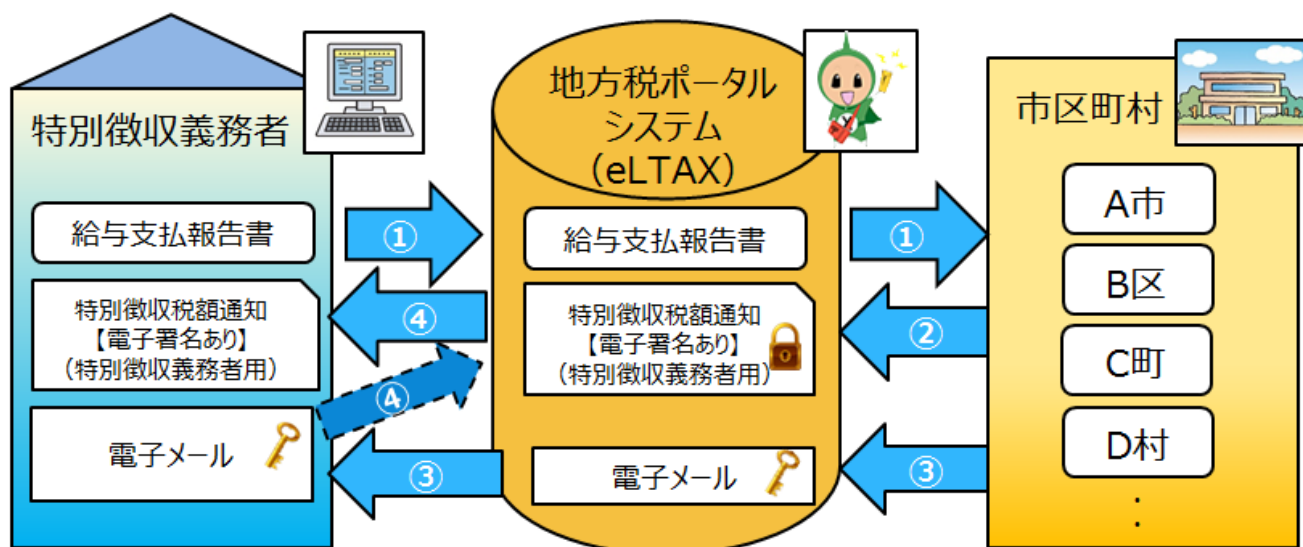 特別徴収義務者
給与支払報告書
特別徴収税額通知
【電子署名あり】
（特別徴収義務者用）
電子メール
①
④
④
③
地方税ポータル
システム
（eLTAX）
給与支払報告書
特別徴収税額通知
【電子署名あり】
（特別徴収義務者用）
電子メール
①
②
③
市区町村
A市
B区
C町
D村
：